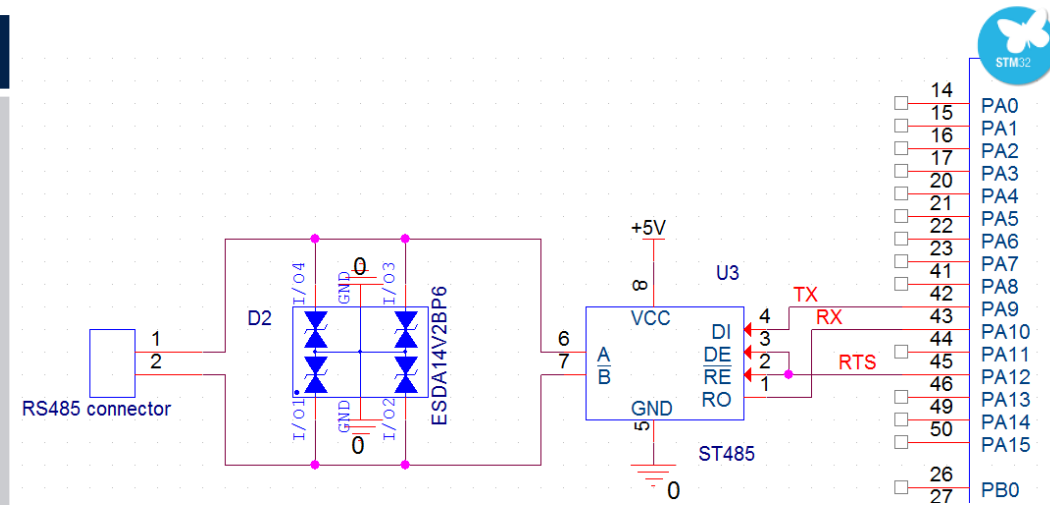 STM32
14
PA0
15
PA1
16
PA2
17
PA3
20
PA4
21
PA5
22
PA6
23
PA7
41
PA8
42
PA9
43
PA10
44
PA11
45
PA12
46
PA13
49
PA14
50
PA15
26
PB0
27
+5V
8
U3
VCC
TX
RX
RTS
DI
4
DE
3
RE
2
RO
1
6
A
7
B
GND
5
ST485
0
I/O4
GND
0
I/O3
D2
ESDA14V2BP6
I/O1
GND
0
I/O2
1
2
RS485 connector